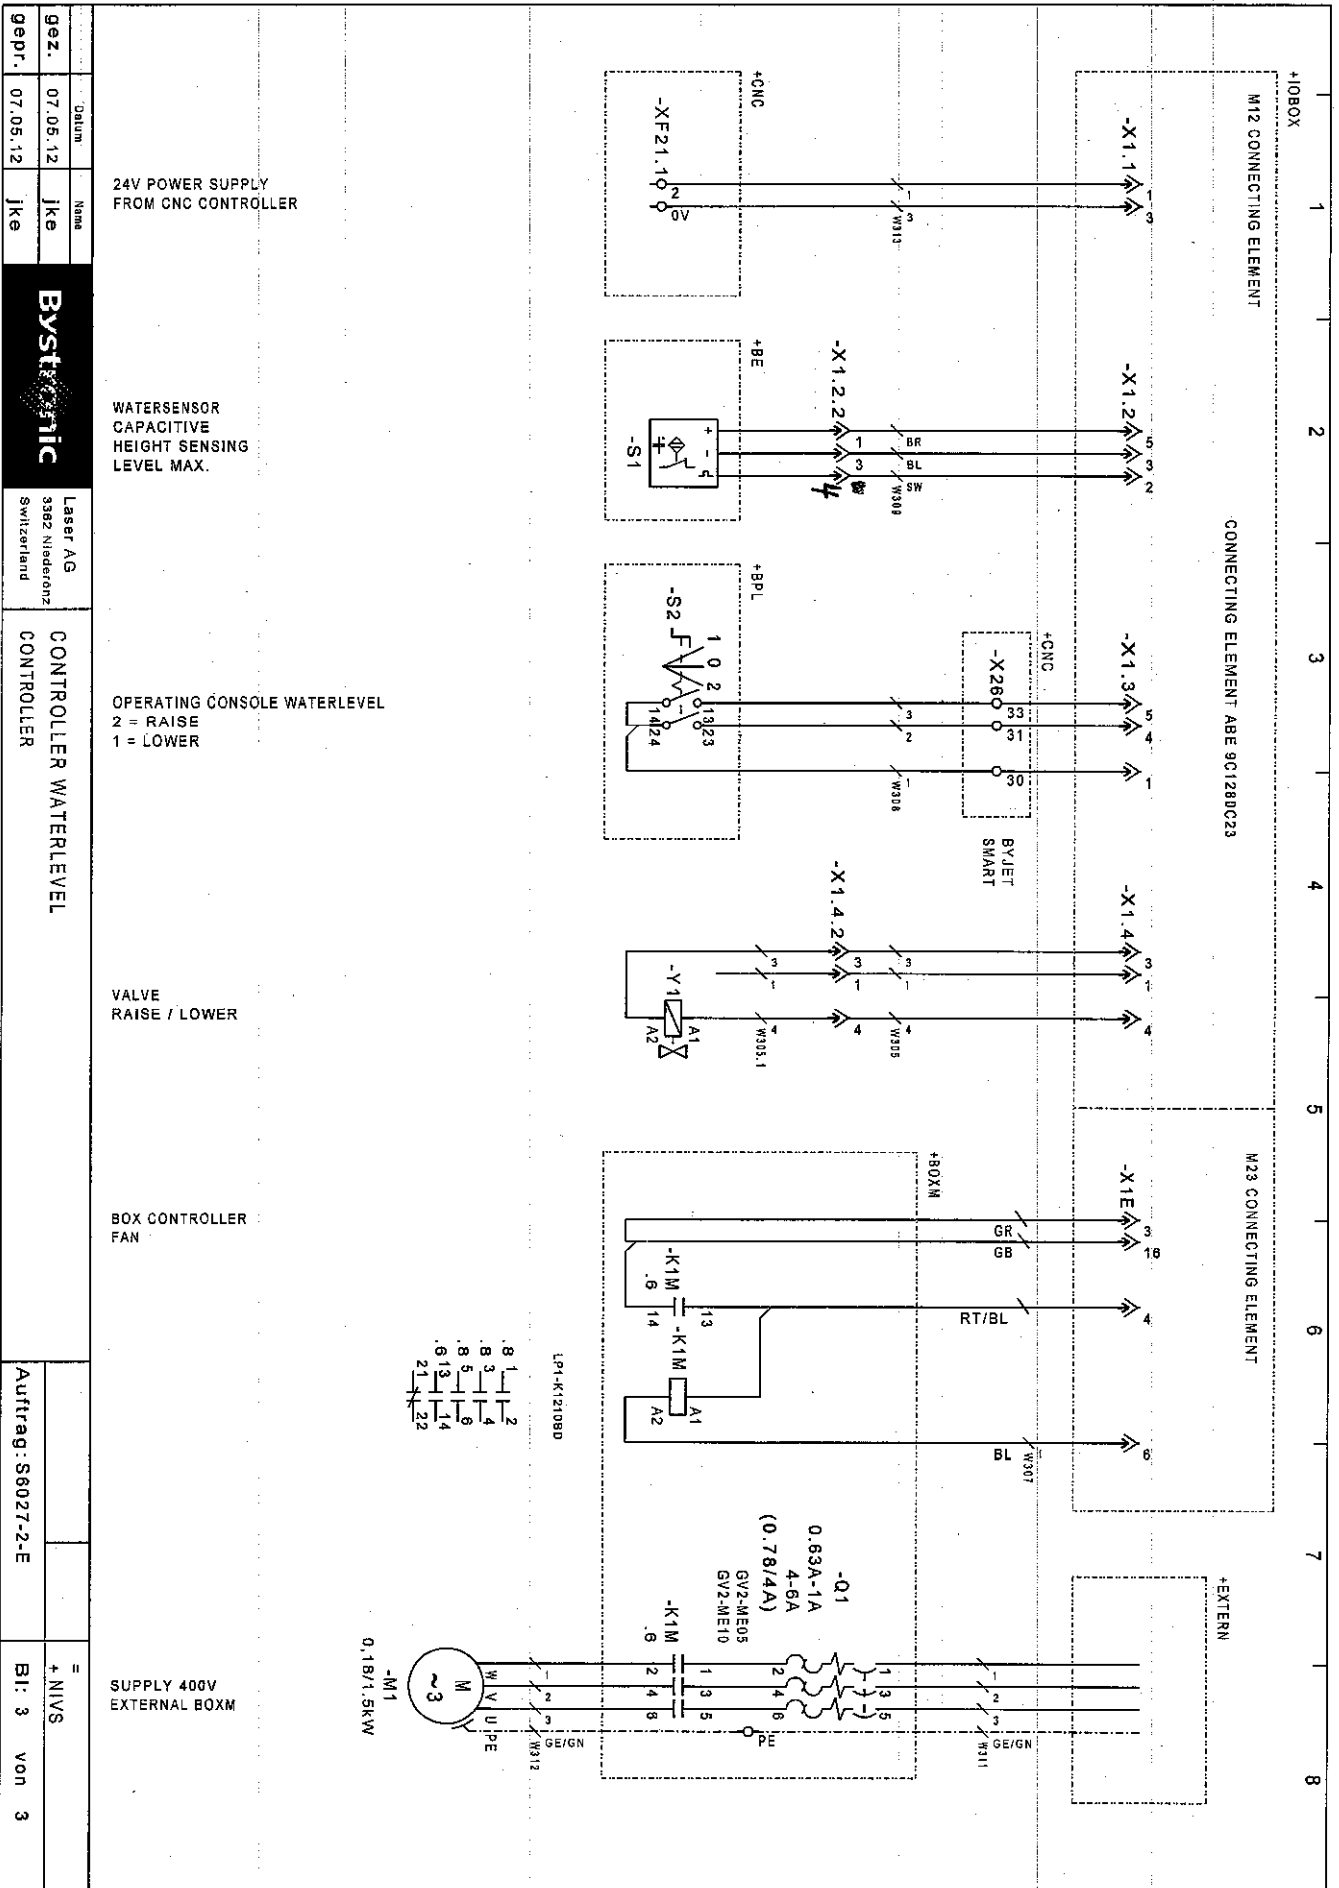 1
2
3
4
5
6
7
8
+IOBOX
M12 CONNECTING ELEMENT
CONNECTING ELEMENT ABE 9C1280C23
M23 CONNECTING ELEMENT
+EXTERN
-X1.1
1
3
-X1.2
5
3
2
-X1.3
5
4
1
-X1.4
3
1
4
-X1E
3
16
4
6
1
3
W313
+CNC
-XF21.1
2
0V
BR
BL
SW
W309
-X1.2.2
1
3
4
+BE
+
-
-S1
+CNC
-X26
33
31
30
BYJET
SMART
3
2
1
W308
+BPL
-S2
1 0 2
13
23
14
24
3
1
4
W305
-X1.4.2
3
1
4
3
1
4
W305.1
-Y1
A1
A2
+BOXM
GR
GB
RT/BL
BL
W307
-K1M
.6
13
14
-K1M
A1
A2
LP1-K1210BD
.8 1 2
.8 3 4
.8 5 6
.6 13 14
21 22
1
2
3
GE/GN
W311
-Q1
0.63A-1A
4-6A
(0.78/4A)
GV2-ME05
GV2-ME10
1
3
5
2
4
6
PE
-K1M
.6
1
3
5
2
4
6
1
2
3
GE/GN
W312
W
V
U
PE
M
~3
-M1
0,18/1.5kW
24V POWER SUPPLY
FROM CNC CONTROLLER
WATERSENSOR
CAPACITIVE
HEIGHT SENSING
LEVEL MAX.
OPERATING CONSOLE WATERLEVEL
2 = RAISE
1 = LOWER
VALVE
RAISE / LOWER
BOX CONTROLLER
FAN
SUPPLY 400V
EXTERNAL BOXM
Datum Name
gez. 07.05.12 jke
gepr. 07.05.12 jke
Bystronic
Laser AG
3362 Niederönz
Switzerland
CONTROLLER WATERLEVEL
CONTROLLER
Auftrag: S6027-2-E
=
+ NIVS
Bl: 3 von 3